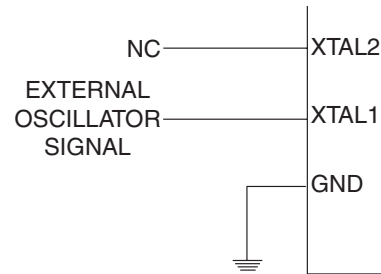 NC
XTAL2
EXTERNAL
OSCILLATOR
SIGNAL
XTAL1
GND